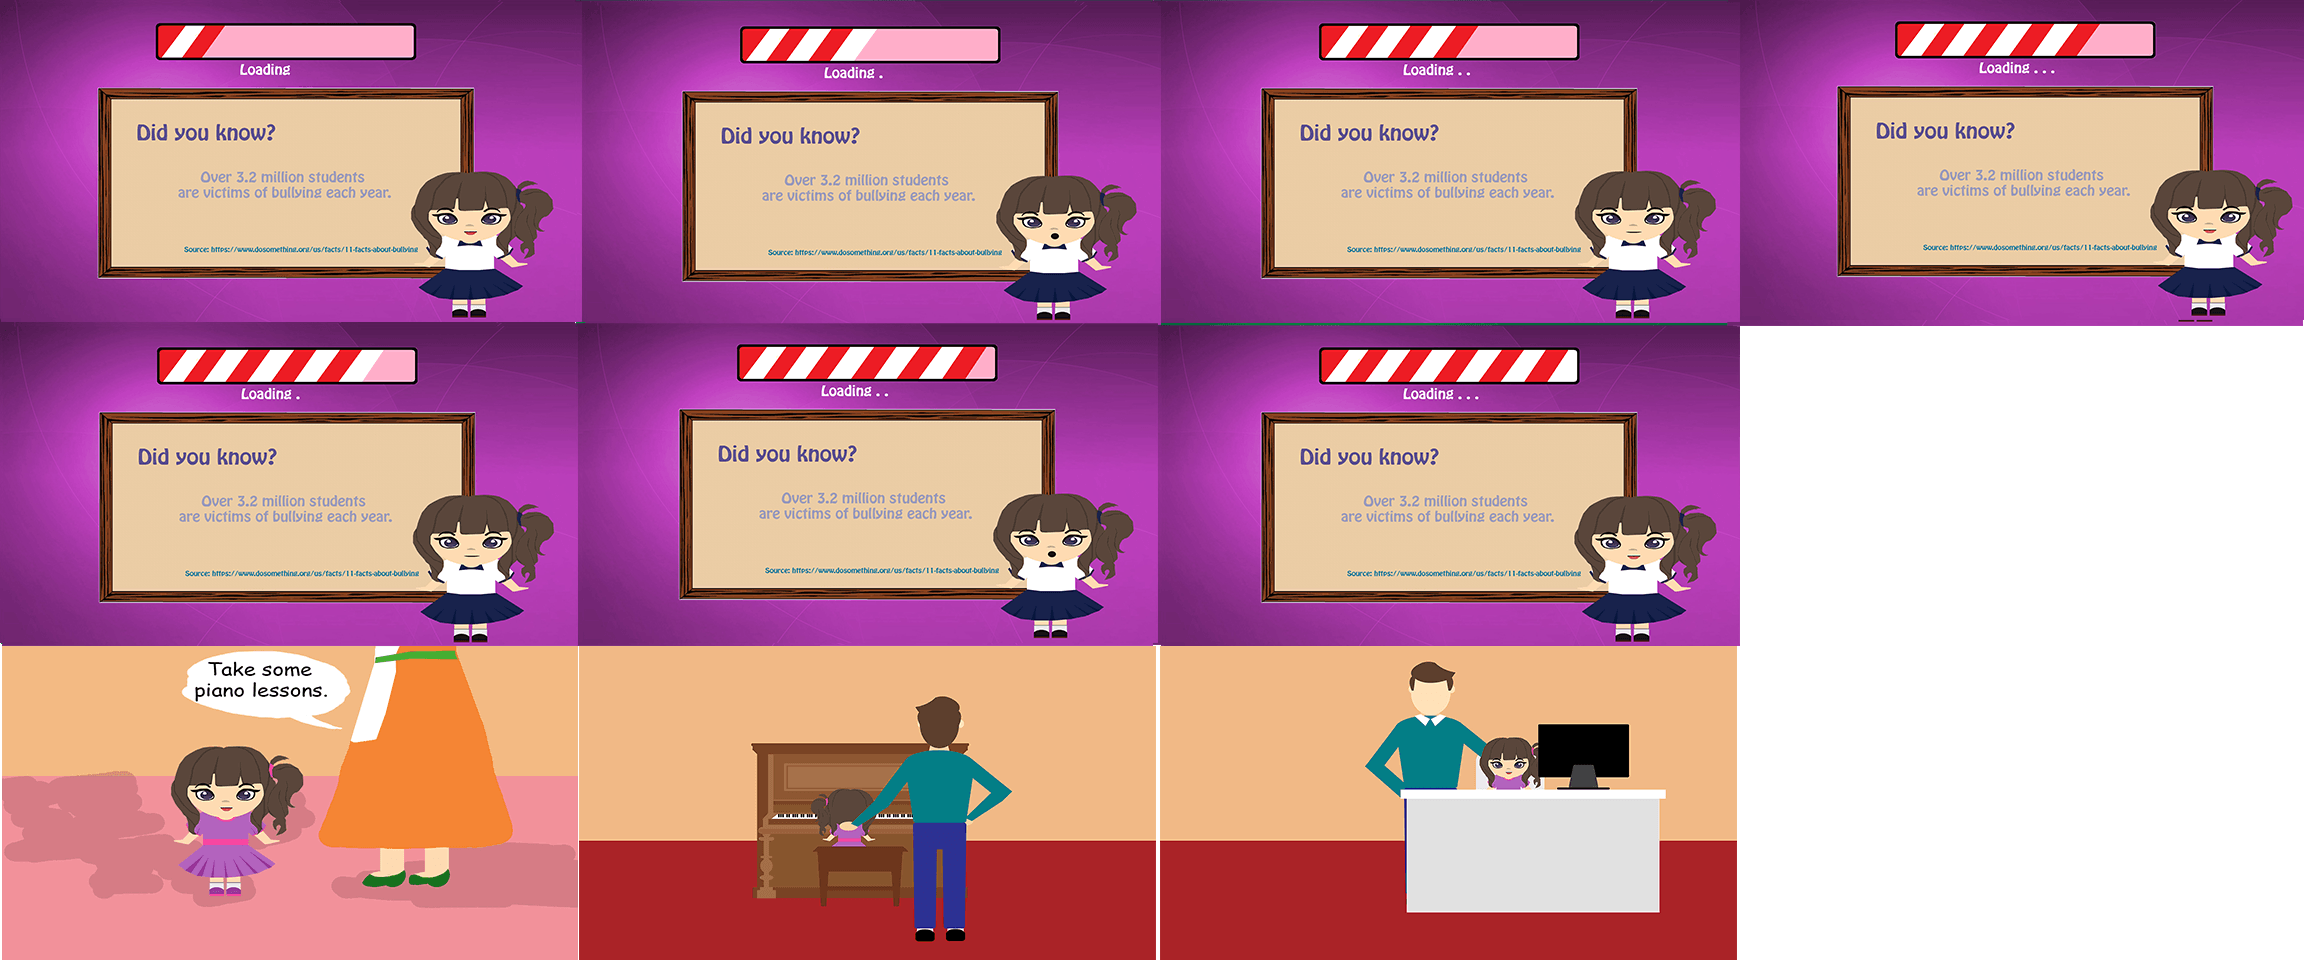 Loading
Did you know?
Over 3.2 million students
are victims of bullying each year.
Source: https://www.dosomething.org/us/facts/11-facts-about-bullying
Loading .
Did you know?
Over 3.2 million students
are victims of bullying each year.
Source: https://www.dosomething.org/us/facts/11-facts-about-bullying
Loading . .
Did you know?
Over 3.2 million students
are victims of bullying each year.
Source: https://www.dosomething.org/us/facts/11-facts-about-bullying
Loading . . .
Did you know?
Over 3.2 million students
are victims of bullying each year.
Source: https://www.dosomething.org/us/facts/11-facts-about-bullying
Loading .
Did you know?
Over 3.2 million students
are victims of bullying each year.
Source: https://www.dosomething.org/us/facts/11-facts-about-bullying
Loading . .
Did you know?
Over 3.2 million students
are victims of bullying each year.
Source: https://www.dosomething.org/us/facts/11-facts-about-bullying
Loading . . .
Did you know?
Over 3.2 million students
are victims of bullying each year.
Source: https://www.dosomething.org/us/facts/11-facts-about-bullying
Take some
piano lessons.